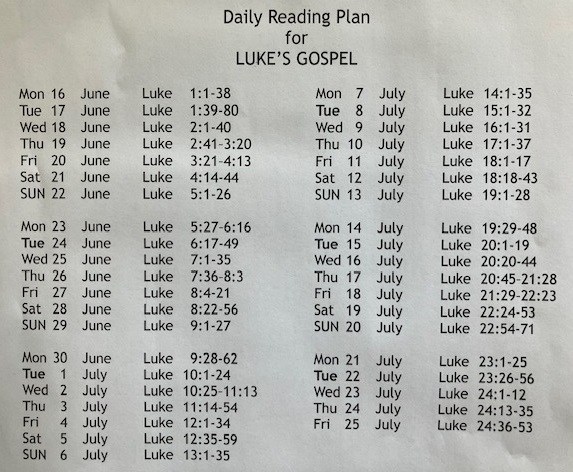 Daily Reading Plan
for
LUKE'S GOSPEL
Mon 16 June Luke 1:1-38
Tue 17 June Luke 1:39-80
Wed 18 June Luke 2:1-40
Thu 19 June Luke 2:41-3:20
Fri 20 June Luke 3:21-4:13
Sat 21 June Luke 4:14-44
SUN 22 June Luke 5:1-26
Mon 23 June Luke 5:27-6:16
Tue 24 June Luke 6:17-49
Wed 25 June Luke 7:1-35
Thu 26 June Luke 7:36-8:3
Fri 27 June Luke 8:4-21
Sat 28 June Luke 8:22-56
SUN 29 June Luke 9:1-27
Mon 30 June Luke 9:28-62
Tue 1 July Luke 10:1-24
Wed 2 July Luke 10:25-11:13
Thu 3 July Luke 11:14-54
Fri 4 July Luke 12:1-34
Sat 5 July Luke 12:35-59
SUN 6 July Luke 13:1-35
Mon 7 July Luke 14:1-35
Tue 8 July Luke 15:1-32
Wed 9 July Luke 16:1-31
Thu 10 July Luke 17:1-37
Fri 11 July Luke 18:1-17
Sat 12 July Luke 18:18-43
SUN 13 July Luke 19:1-28
Mon 14 July Luke 19:29-48
Tue 15 July Luke 20:1-19
Wed 16 July Luke 20:20-44
Thu 17 July Luke 20:45-21:28
Fri 18 July Luke 21:29-22:23
Sat 19 July Luke 22:24-53
SUN 20 July Luke 22:54-71
Mon 21 July Luke 23:1-25
Tue 22 July Luke 23:26-56
Wed 23 July Luke 24:1-12
Thu 24 July Luke 24:13-35
Fri 25 July Luke 24:36-53